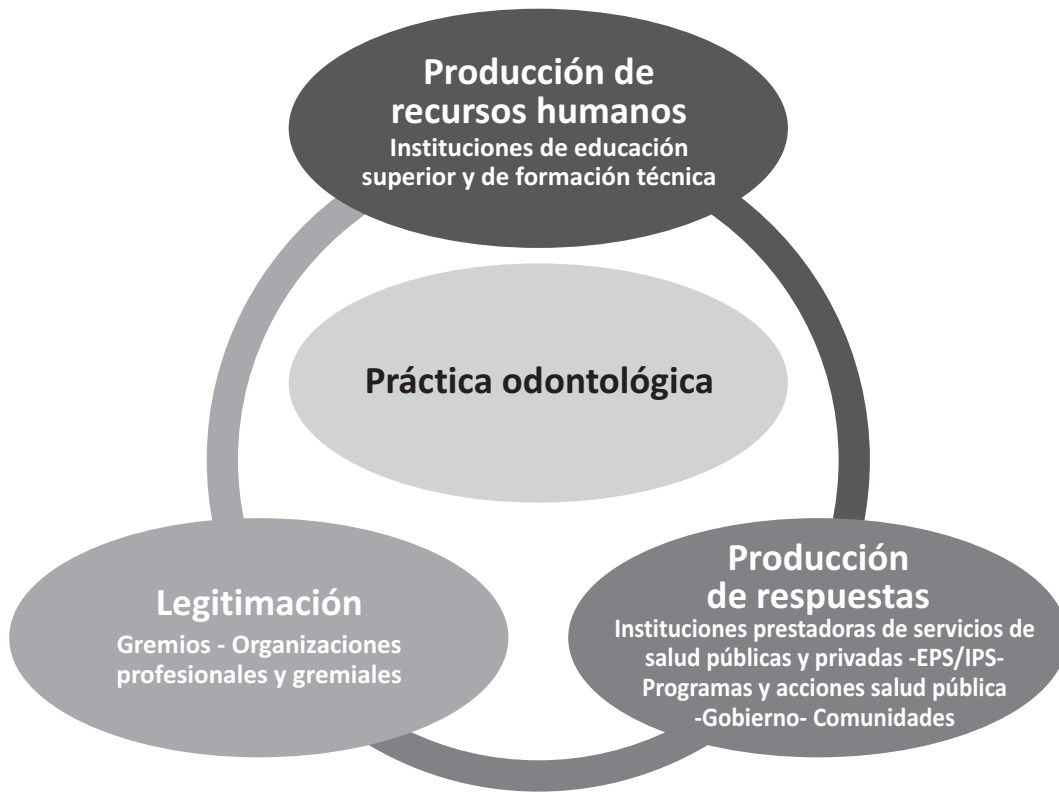 Producción de
recursos humanos
Instituciones de educación
superior y de formación técnica
Práctica odontológica
Legitimación
Gremios - Organizaciones
profesionales y gremiales
Producción
de respuestas
Instituciones prestadoras de servicios de
salud públicas y privadas -EPS/IPS-
Programas y acciones salud pública
-Gobierno- Comunidades